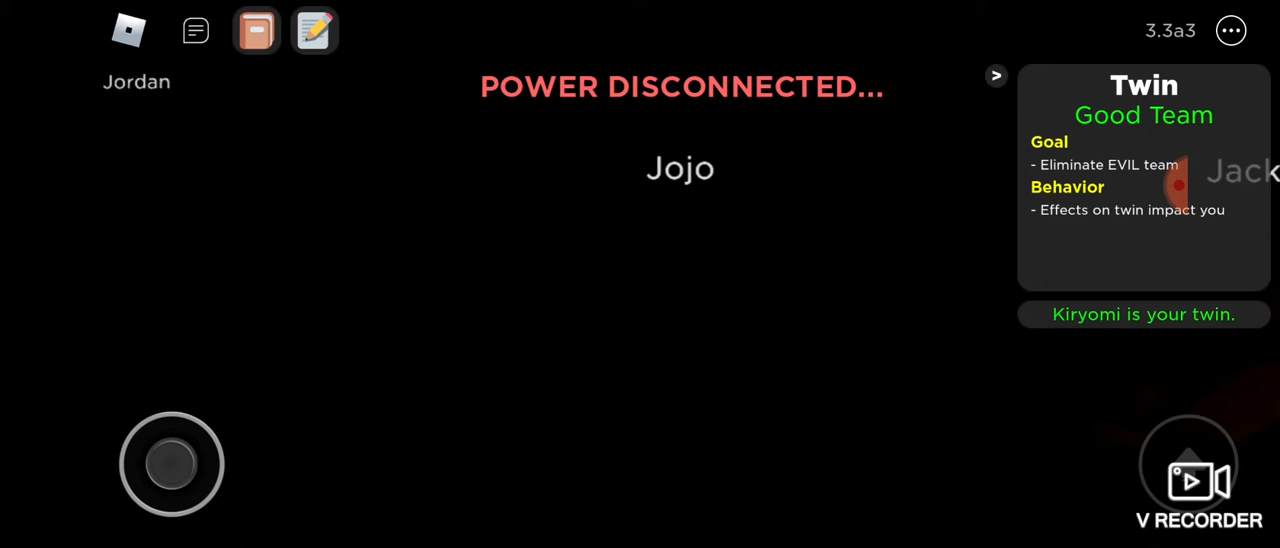 3.3a3
Jordan
POWER DISCONNECTED...
Jojo
>
Twin
Good Team
Goal
- Eliminate EVIL team
Behavior
- Effects on twin impact you
Jack
Kiryomi is your twin.
V RECORDER